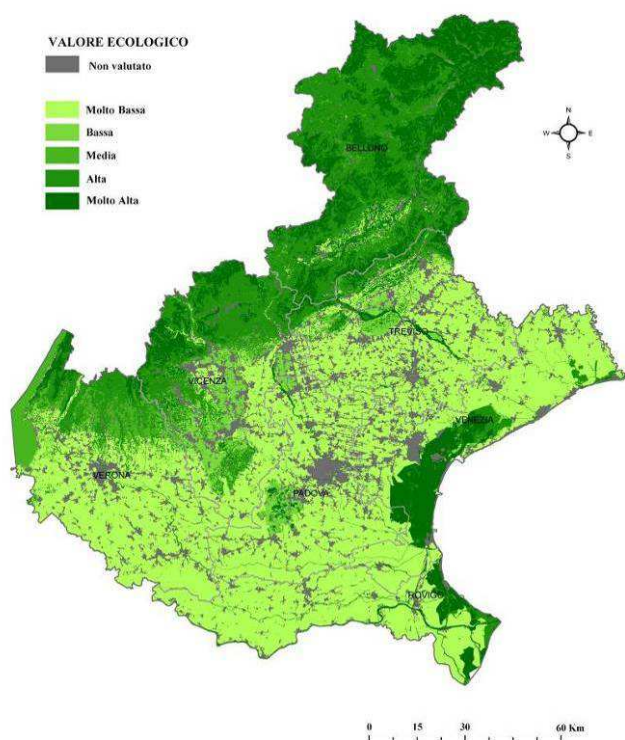 VALORE ECOLOGICO
Non valutato
Molto Bassa
Bassa
Media
Alta
Molto Alta
N
W E
S
BELLUNO
TREVISO
VICENZA
VENEZIA
VERONA
PADOVA
ROVIGO
0 15 30 60 Km